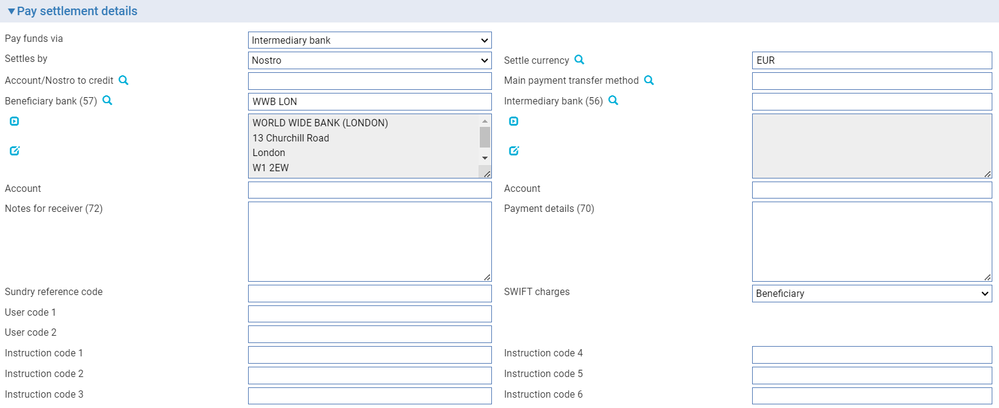 Pay settlement details
Pay funds via Intermediary bank
Settles by Nostro Settle currency EUR
Account/Nostro to credit Main payment transfer method
Beneficiary bank (57) WWB LON Intermediary bank (56)
WORLD WIDE BANK (LONDON)
13 Churchill Road
London
W1 2EW
Account Account
Notes for receiver (72) Payment details (70)
Sundry reference code SWIFT charges Beneficiary
User code 1
User code 2
Instruction code 1 Instruction code 4
Instruction code 2 Instruction code 5
Instruction code 3 Instruction code 6